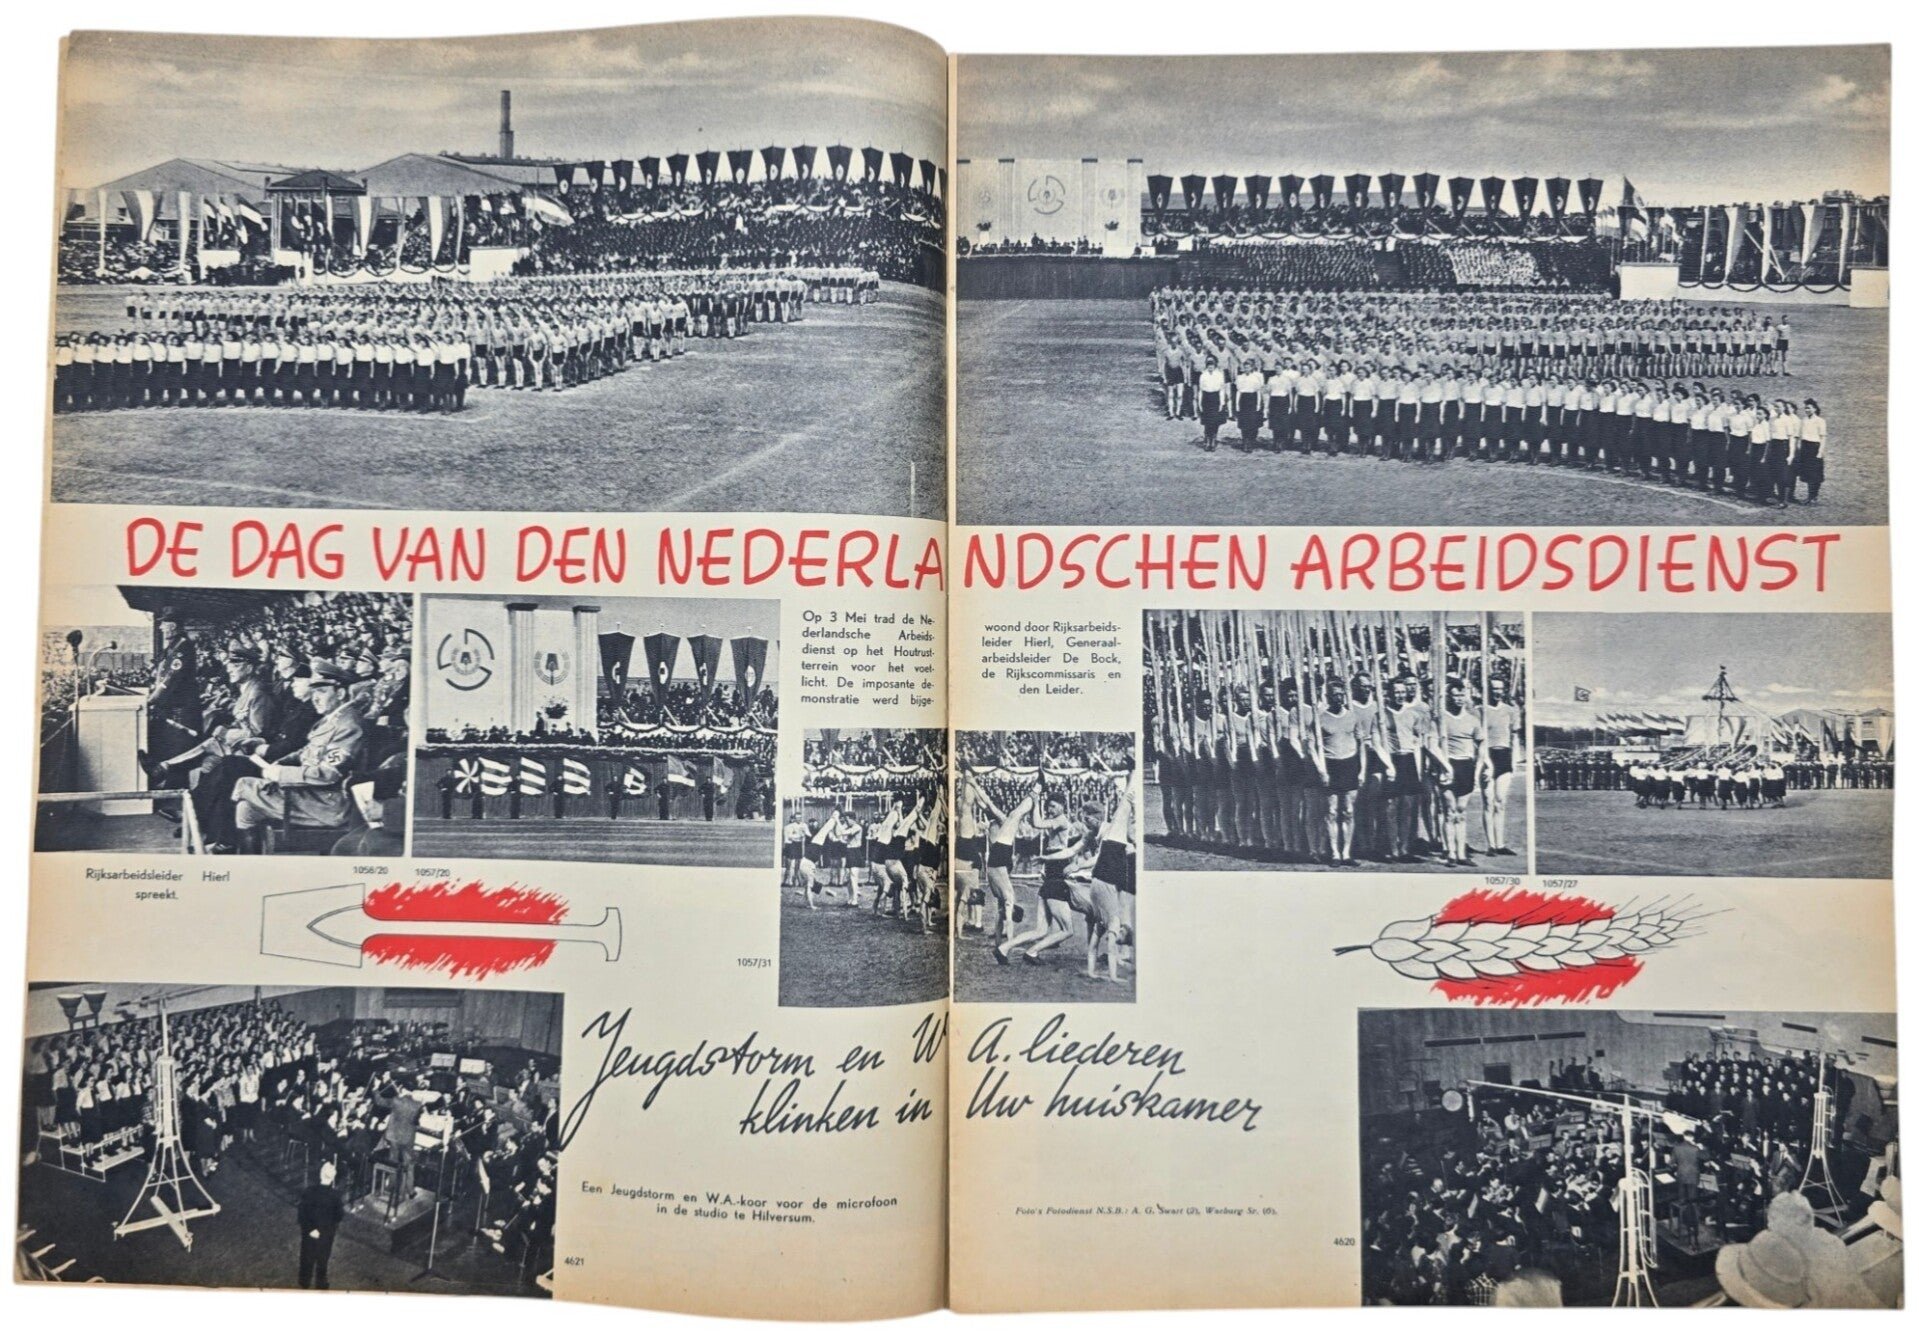 DE DAG VAN DEN NEDERLANDSCHEN ARBEIDSDIENST
Op 3 Mei trad de Ne-
derlandsche Arbeids-
dienst op het Houtrust-
terrein voor het voet-
licht. De imposante de-
monstratie werd bijge-
woond door Rijksarbeids-
leider Hierl, Generaal-
arbeidsleider De Bock,
de Rijkscommissaris en
den Leider.
Rijksarbeidsleider Hierl
spreekt.
1056/20
1057/20
1057/31
1057/30
1057/27
Jeugdstorm en W.A. liederen
klinken in Uw huiskamer
Een Jeugdstorm en W.A.-koor voor de microfoon
in de studio te Hilversum.
4621
Foto's Fotodienst N.S.B.: A. G. Swart (3), Warburg Sr. (6).
4620